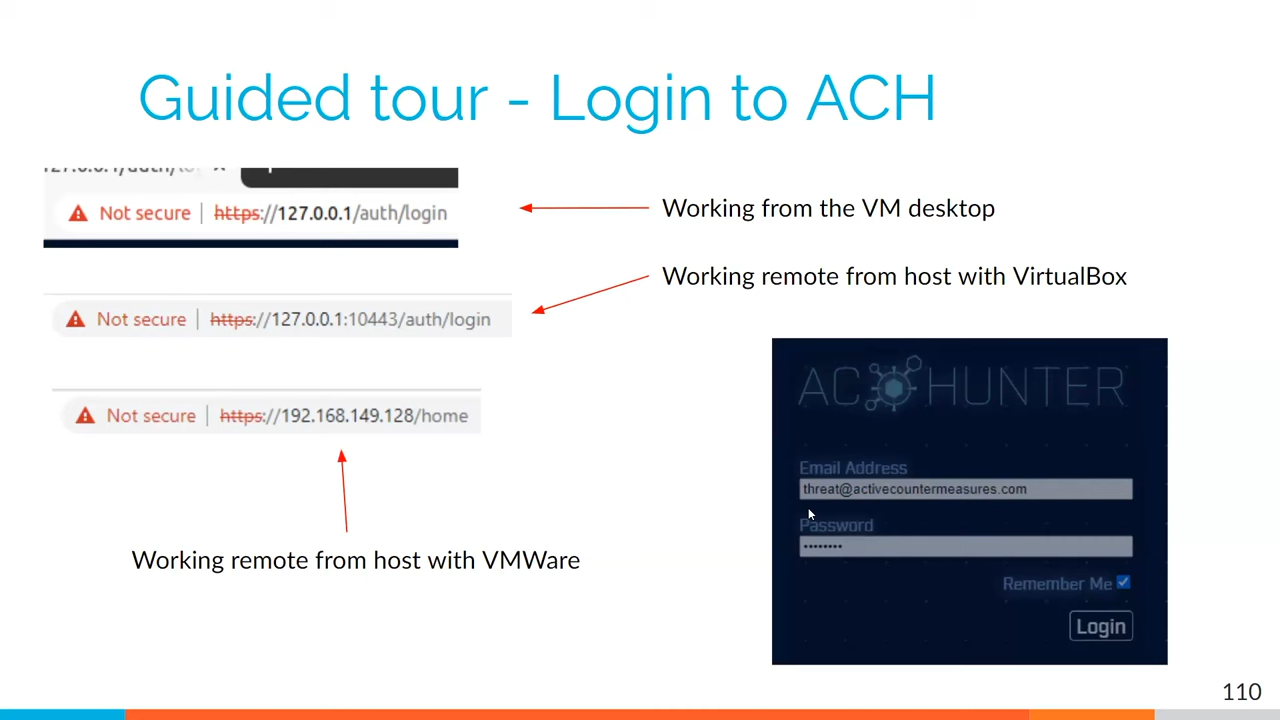 Guided tour - Login to ACH
Not secure | https://127.0.0.1/auth/login
Working from the VM desktop
Working remote from host with VirtualBox
Not secure | https://127.0.0.1:10443/auth/login
Not secure | https://192.168.149.128/home
Working remote from host with VMWare
AC HUNTER
Email Address
threat@activecountermeasures.com
Password
••••••••
Remember Me
Login
110